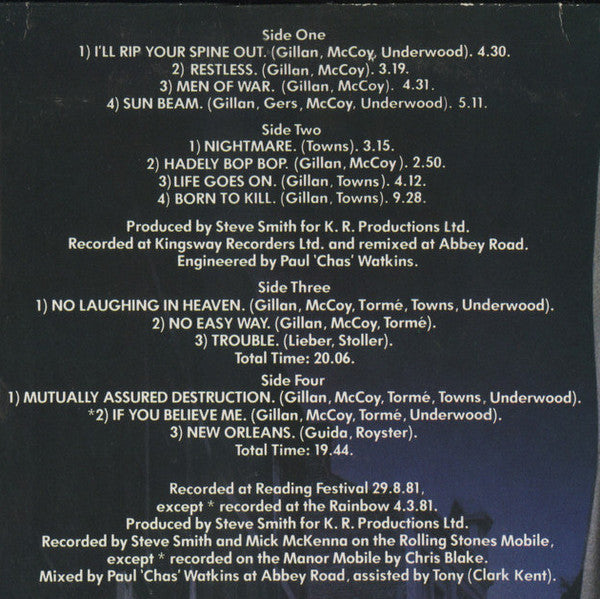 Side One
1) I'LL RIP YOUR SPINE OUT. (Gillan, McCoy, Underwood). 4.30.
2) RESTLESS. (Gillan, McCoy). 3.19.
3) MEN OF WAR. (Gillan, McCoy). 4.31.
4) SUN BEAM. (Gillan, Gers, McCoy, Underwood). 5.11.
Side Two
1) NIGHTMARE. (Towns). 3.15.
2) HADELY BOP BOP. (Gillan, McCoy). 2.50.
3) LIFE GOES ON. (Gillan, Towns). 4.12.
4) BORN TO KILL. (Gillan, Towns). 9.28.
Produced by Steve Smith for K. R. Productions Ltd.
Recorded at Kingsway Recorders Ltd. and remixed at Abbey Road.
Engineered by Paul 'Chas' Watkins.
Side Three
1) NO LAUGHING IN HEAVEN. (Gillan, McCoy, Tormé, Towns, Underwood).
2) NO EASY WAY. (Gillan, McCoy, Tormé).
3) TROUBLE. (Lieber, Stoller).
Total Time: 20.06.
Side Four
1) MUTUALLY ASSURED DESTRUCTION. (Gillan, McCoy, Tormé, Towns, Underwood).
*2) IF YOU BELIEVE ME. (Gillan, McCoy, Tormé, Underwood).
3) NEW ORLEANS. (Guida, Royster).
Total Time: 19.44.
Recorded at Reading Festival 29.8.81,
except * recorded at the Rainbow 4.3.81.
Produced by Steve Smith for K. R. Productions Ltd.
Recorded by Steve Smith and Mick McKenna on the Rolling Stones Mobile,
except * recorded on the Manor Mobile by Chris Blake.
Mixed by Paul 'Chas' Watkins at Abbey Road, assisted by Tony (Clark Kent).